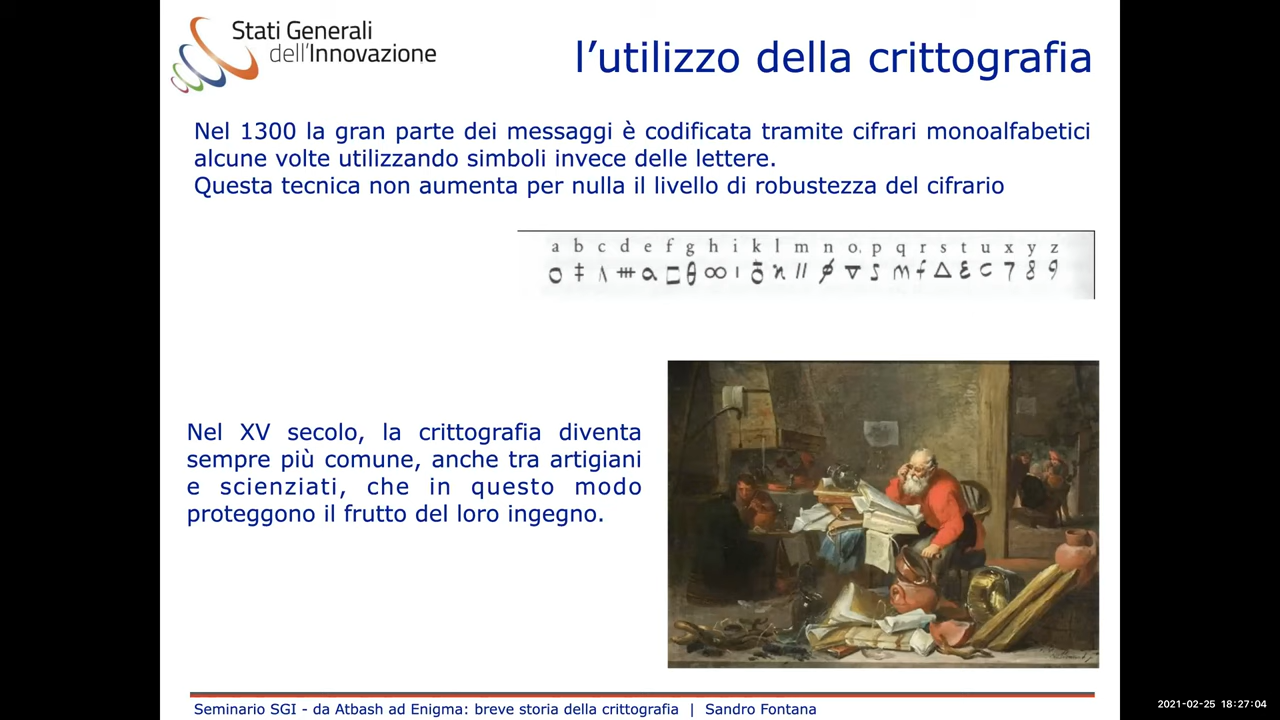 Stati Generali
dell'Innovazione
l'utilizzo della crittografia
Nel 1300 la gran parte dei messaggi è codificata tramite cifrari monoalfabetici
alcune volte utilizzando simboli invece delle lettere.
Questa tecnica non aumenta per nulla il livello di robustezza del cifrario
a b c d e f g h i k l m n o. p q r s t u x y z
Nel XV secolo, la crittografia diventa
sempre più comune, anche tra artigiani
e scienziati, che in questo modo
proteggono il frutto del loro ingegno.
Seminario SGI - da Atbash ad Enigma: breve storia della crittografia | Sandro Fontana
2021-02-25 18:27:04